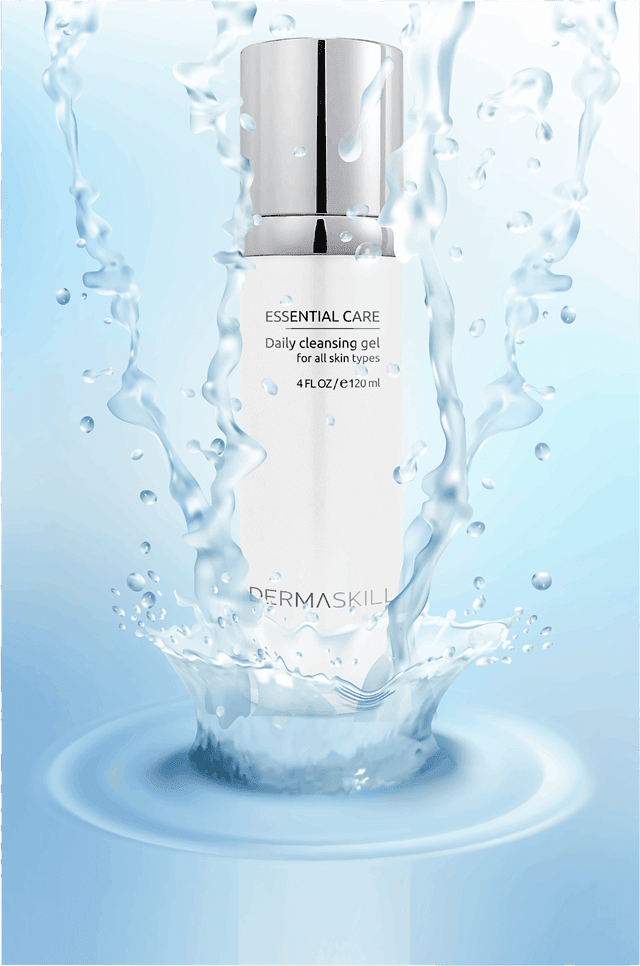 ESSENTIAL CARE
Daily cleansing gel
for all skin types
4 FL OZ/℮120 ml
DERMASKILL